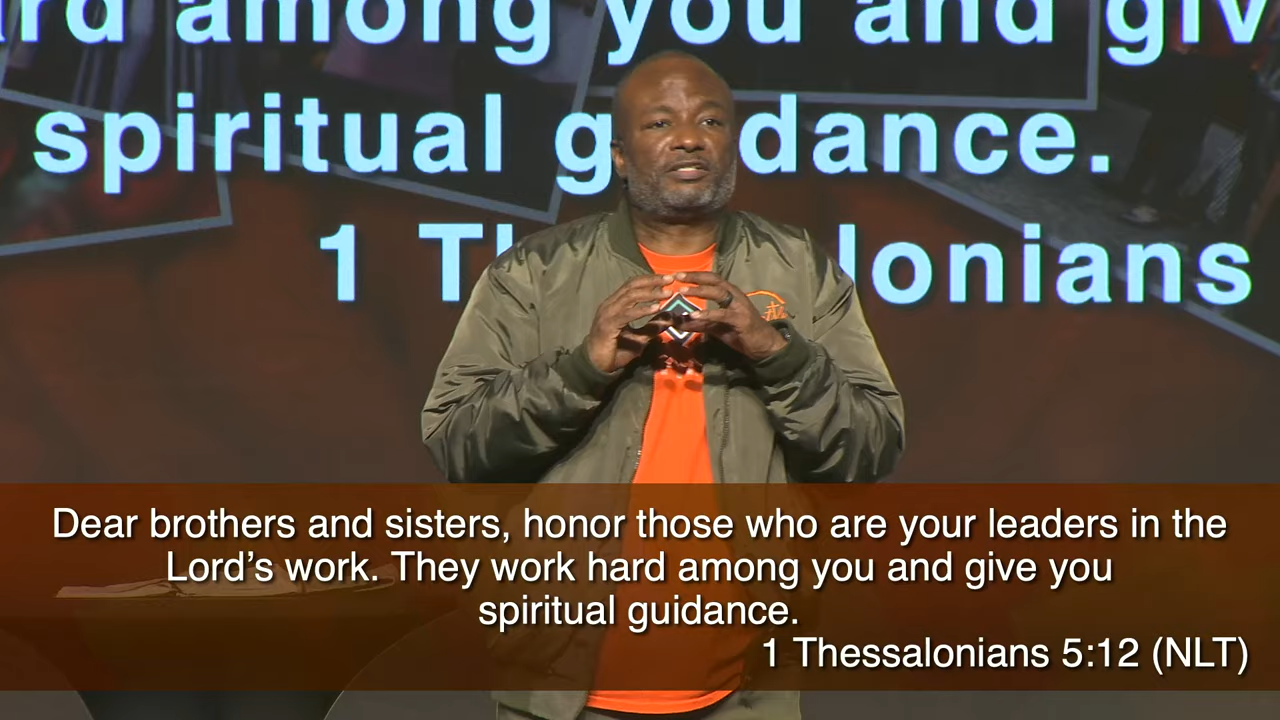 ard among you and giv
spiritual g dance.
1 Th lonians
Dear brothers and sisters, honor those who are your leaders in the
Lord’s work. They work hard among you and give you
spiritual guidance.
1 Thessalonians 5:12 (NLT)